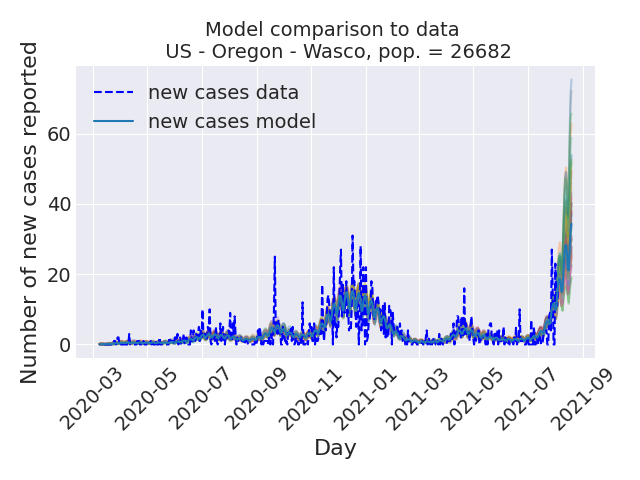 Model comparison to data
US - Oregon - Wasco, pop. = 26682
Number of new cases reported
new cases data
new cases model
60
40
20
0
2020-03
2020-05
2020-07
2020-09
2020-11
2021-01
2021-03
2021-05
2021-07
2021-09
Day